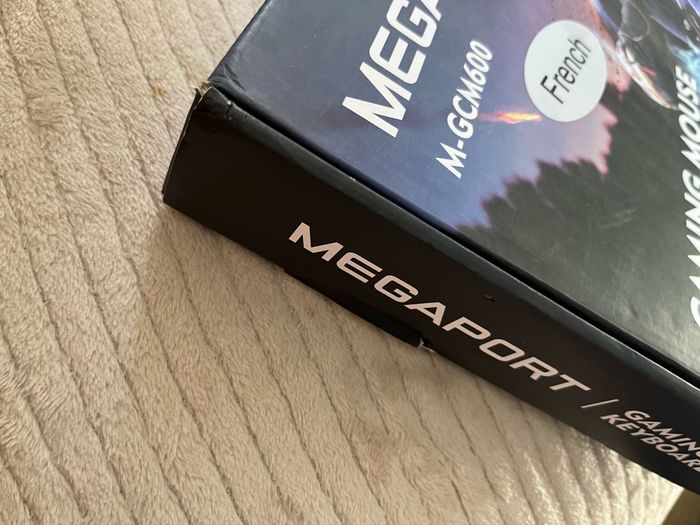 MEGA
M-GCM600
French
GAMING MOUSE
MEGAPORT / GAMING
KEYBOAR